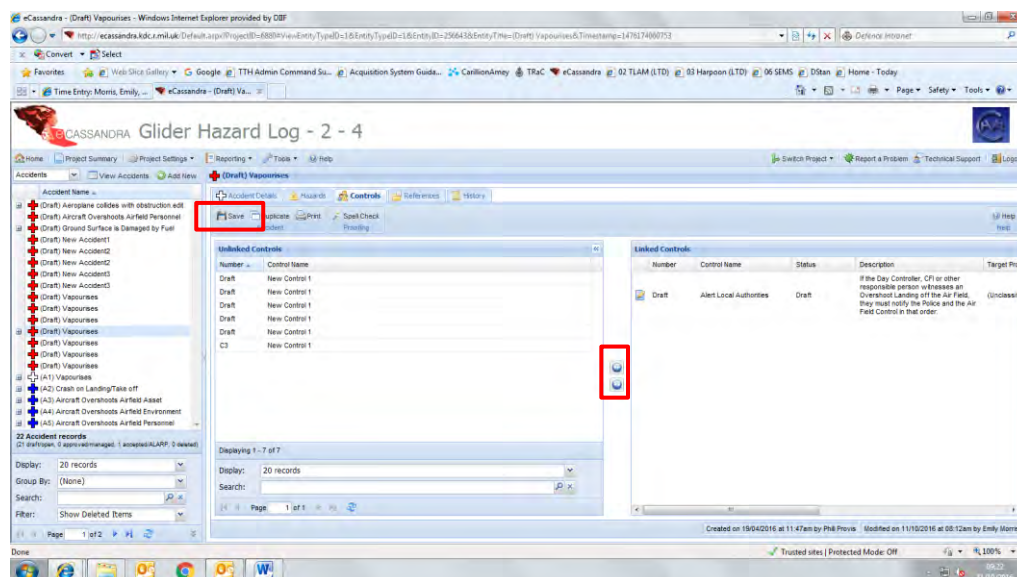 eCassandra - (Draft) Vapourises - Windows Internet Explorer provided by DBF
Convert Select
Favorites Web Slice Gallery Google TTH Admin Command Su... Acquisition System Guide... CarillionAmey TRaC eCassandra 02 TLAM (LTD) 03 Harpoon (LTD) 06 SEMS DStan Home - Today
Time Entry: Morris, Emily, ... eCassandra - (Draft) Va... Page Safety Tools
eCASSANDRA Glider Hazard Log - 2 - 4
Home Project Summary Project Settings Reporting Tools Help Switch Project Report a Problem Technical Support
Accidents View Accidents Add New (Draft) Vapourises
Accident Name Accident Details Hazards Controls References History
(Draft) Aeroplane collides with obstruction edit
(Draft) Aircraft Overshoots Airfield Personnel
(Draft) Ground Surface is Damaged by Fuel
(Draft) New Accident1
(Draft) New Accident2
(Draft) New Accident2
(Draft) New Accident3
(Draft) New Accident3
(Draft) Vapourises
(Draft) Vapourises
(Draft) Vapourises
(Draft) Vapourises
(Draft) Vapourises
(Draft) Vapourises
(Draft) Vapourises
(A1) Vapourises
(A2) Crash on Landing/Take off
(A3) Aircraft Overshoots Airfield Asset
(A4) Aircraft Overshoots Airfield Environment
(A5) Aircraft Overshoots Airfield Personnel
22 Accident records
Display: 20 records
Group By: (None)
Search:
Filter: Show Deleted Items
Page 1 of 2
Save Duplicate Print Spell Check
Proofing
Help
Help
Unlinked Controls
Number Control Name
Draft New Control 1
Draft New Control 1
Draft New Control 1
Draft New Control 1
Draft New Control 1
C3 New Control 1
Displaying 1 - 7 of 7
Display: 20 records
Search:
Page 1 of 1
Linked Controls
Number Control Name Status Description
Draft Alert Local Authorities Draft
If the Day Controller, CFI or other
responsible person witnesses an
Overshoot Landing off the Air Field,
they must notify the Police and the Air
Field Control in that order.
Created on 19/04/2016 at 11:47am by Phil Provis Modified on 11/10/2016 at 08:12am by Emily
Done Trusted sites | Protected Mode: Off 100%
09:22